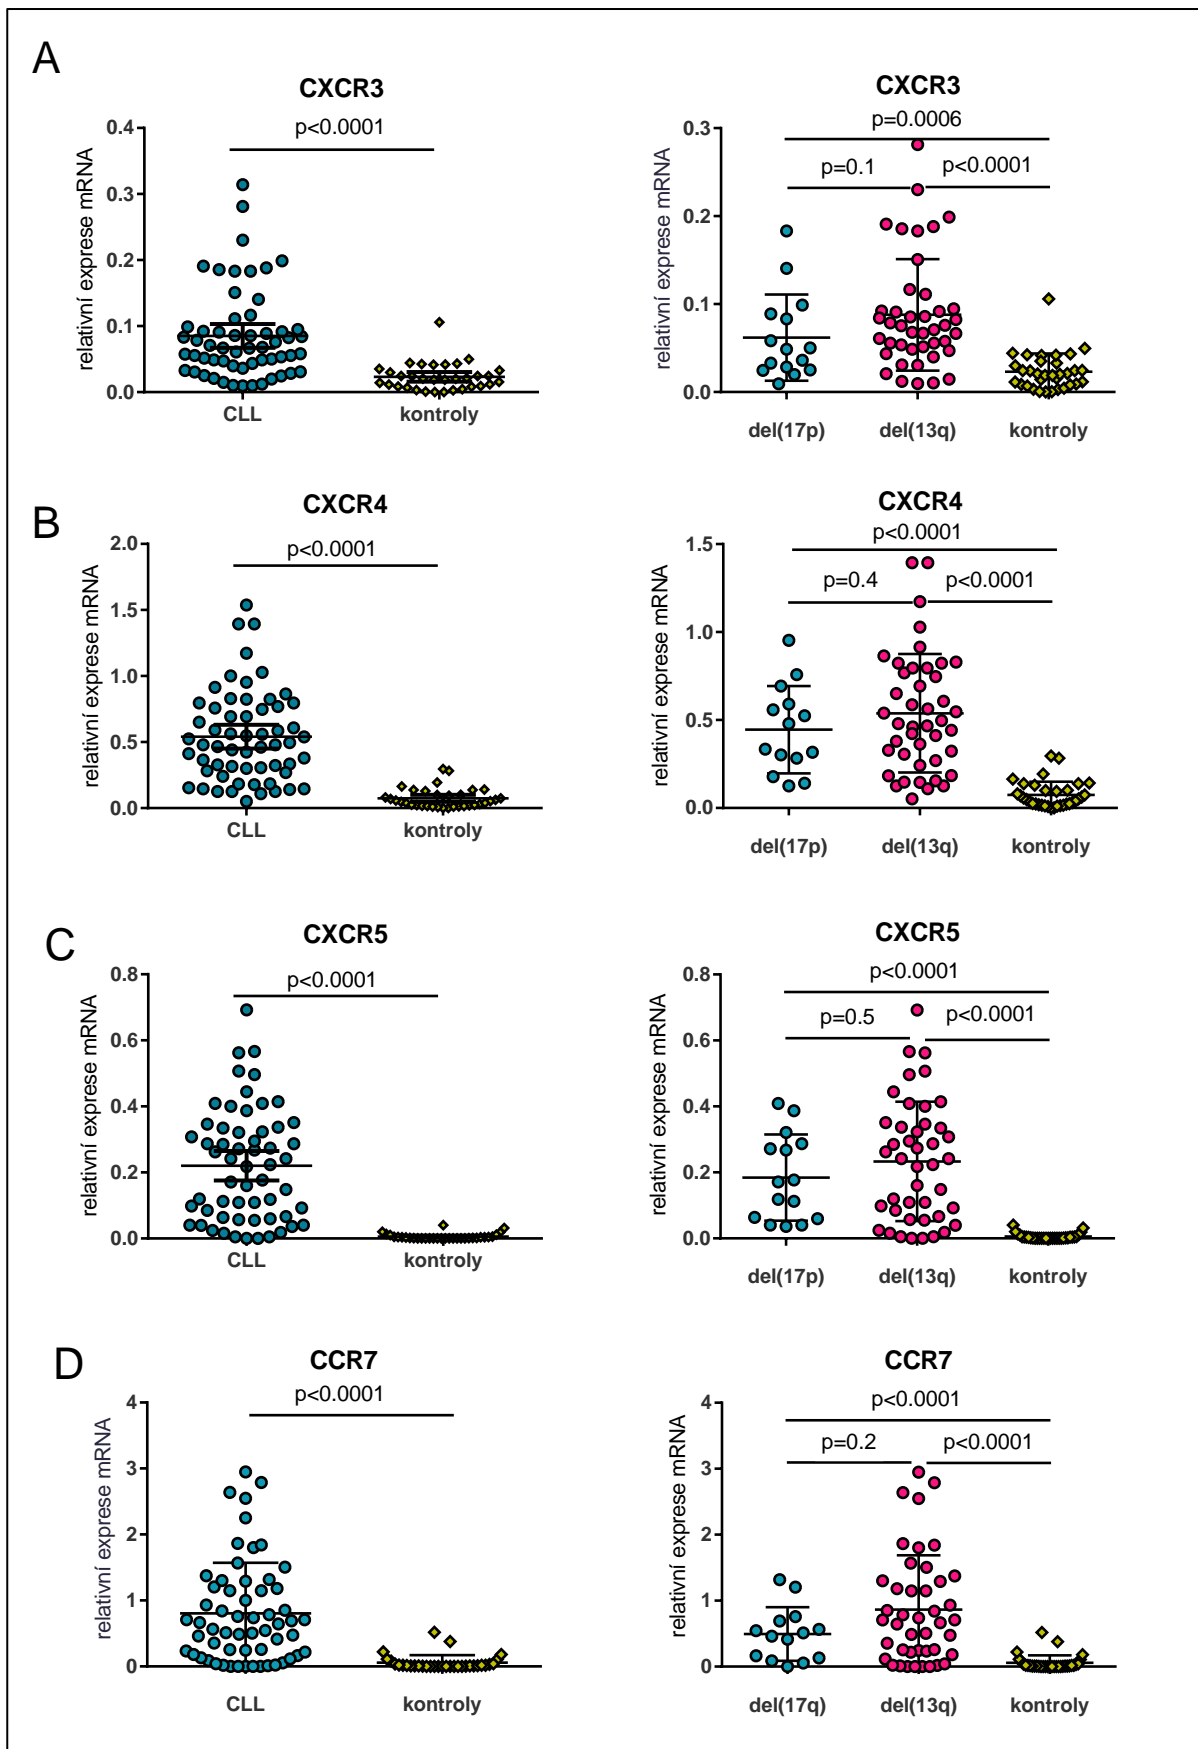 A
CXCR3
p<0.0001
relativní exprese mRNA
0.4
0.3
0.2
0.1
0.0
CLL
kontroly
CXCR3
p=0.0006
p=0.1
p<0.0001
relativní exprese mRNA
0.3
0.2
0.1
0.0
del(17p)
del(13q)
kontroly
B
CXCR4
p<0.0001
relativní exprese mRNA
2.0
1.5
1.0
0.5
0.0
CLL
kontroly
CXCR4
p<0.0001
p=0.4
p<0.0001
relativní exprese mRNA
1.5
1.0
0.5
0.0
del(17p)
del(13q)
kontroly
C
CXCR5
p<0.0001
relativní exprese mRNA
0.8
0.6
0.4
0.2
0.0
CLL
kontroly
CXCR5
p<0.0001
p=0.5
p<0.0001
relativní exprese mRNA
0.8
0.6
0.4
0.2
0.0
del(17p)
del(13q)
kontroly
D
CCR7
p<0.0001
relativní exprese mRNA
4
3
2
1
0
CLL
kontroly
CCR7
p<0.0001
p=0.2
p<0.0001
relativní exprese mRNA
4
3
2
1
0
del(17q)
del(13q)
kontroly